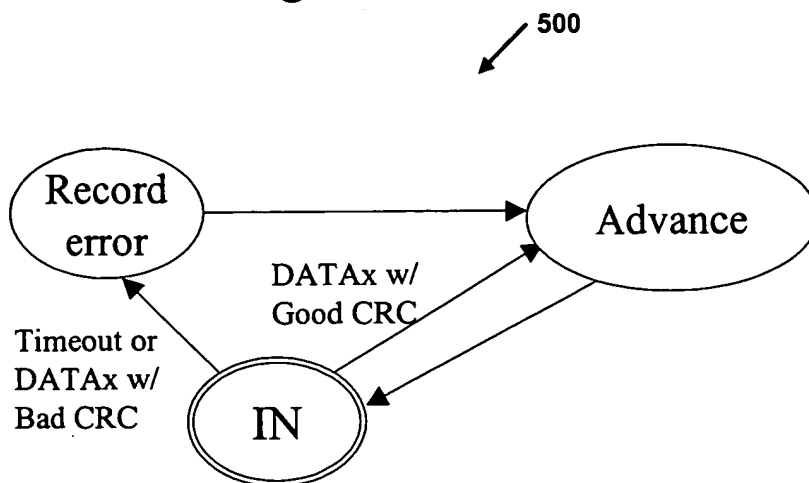 500
Record
error
Advance
DATAx w/
Good CRC
Timeout or
DATAx w/
Bad CRC
IN